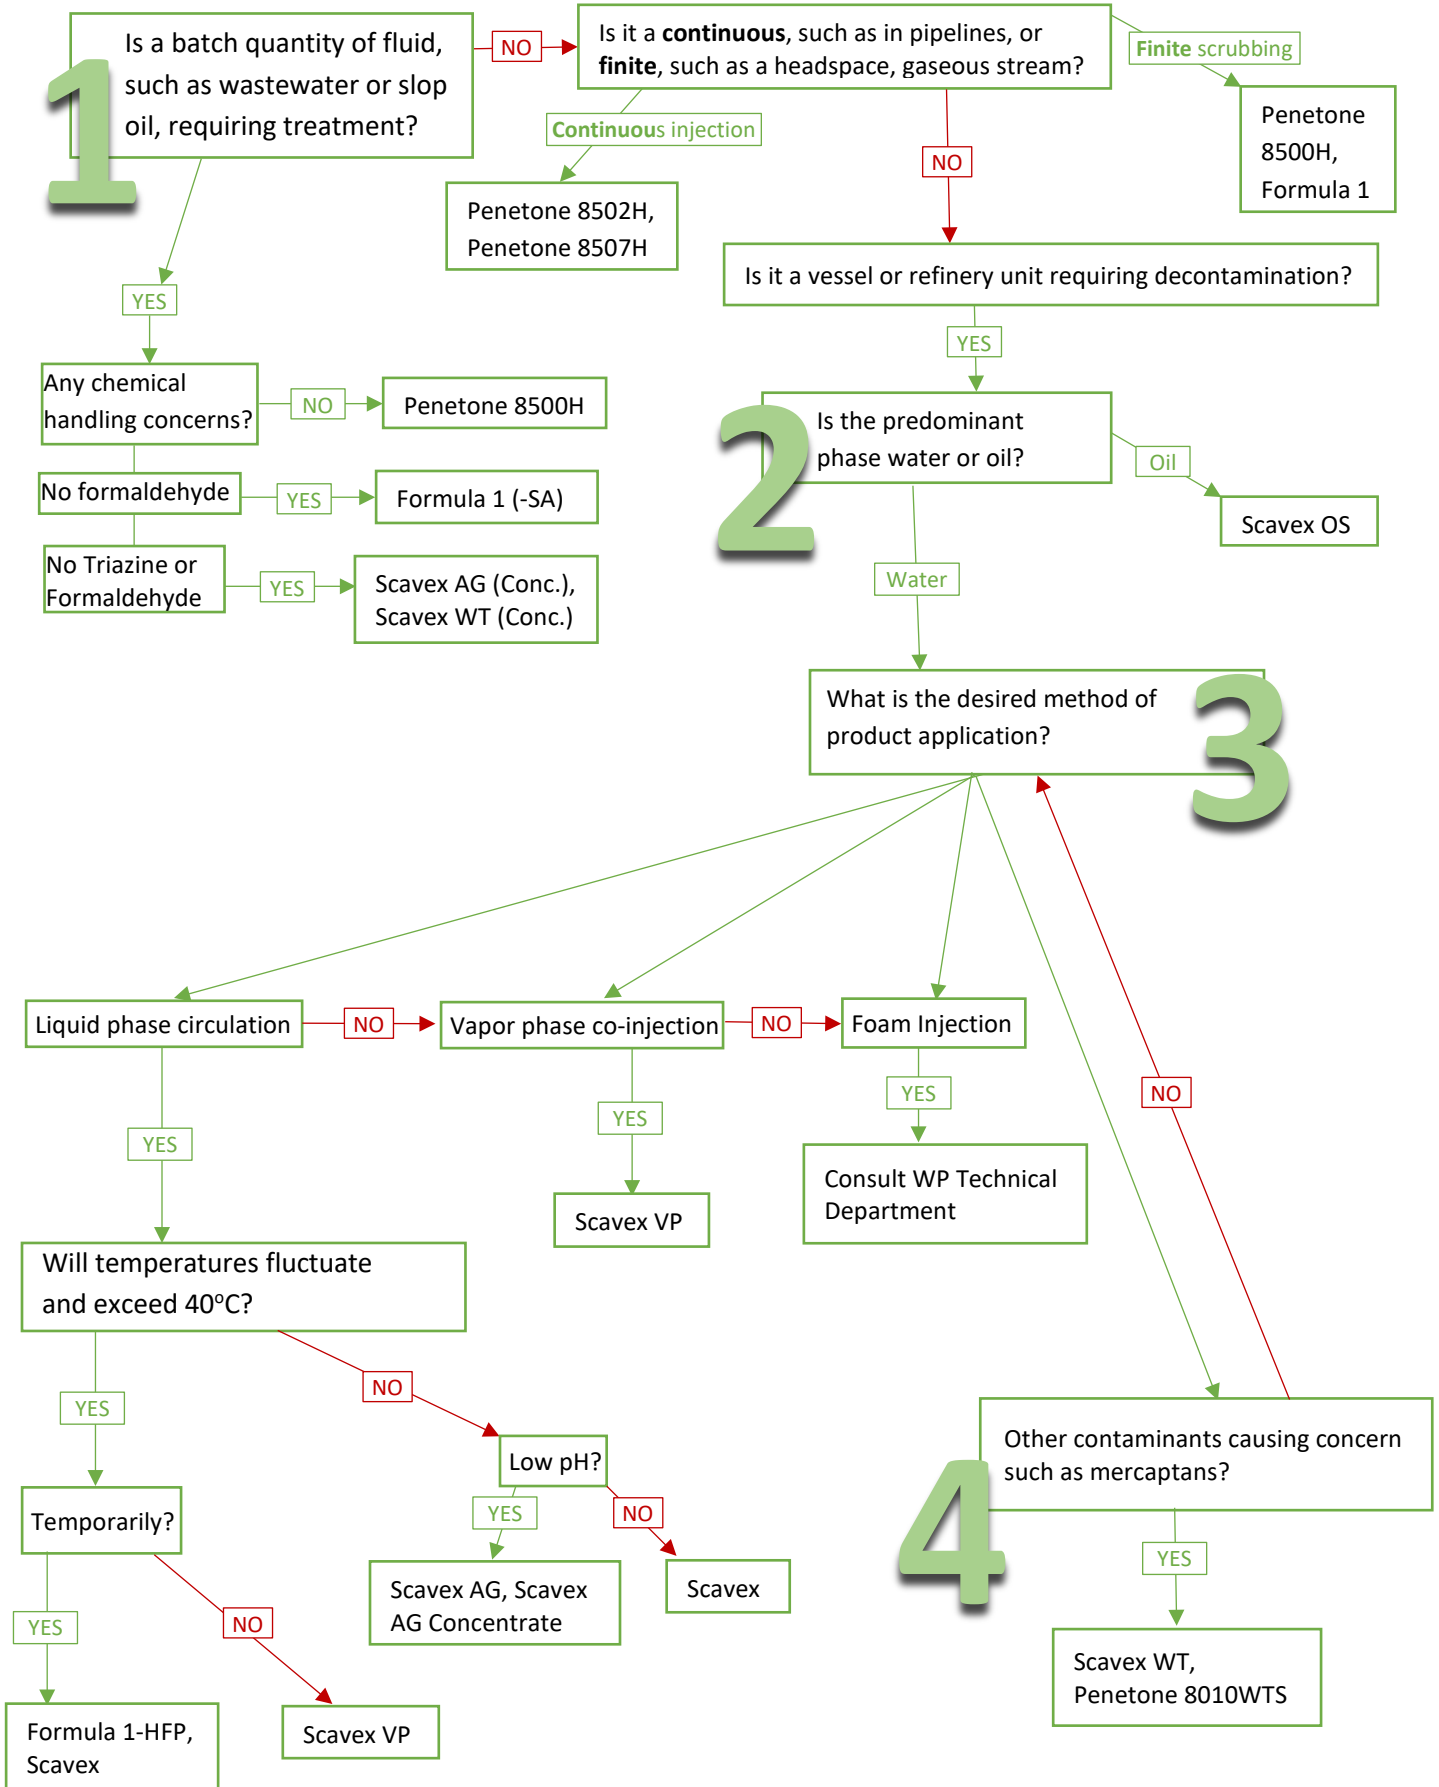 1
Is a batch quantity of fluid,
such as wastewater or slop
oil, requiring treatment?
NO
Is it a continuous, such as in pipelines, or
finite, such as a headspace, gaseous stream?
Finite scrubbing
Penetone
8500H,
Formula 1
Continuous injection
Penetone 8502H,
Penetone 8507H
NO
Is it a vessel or refinery unit requiring decontamination?
YES
YES
Any chemical
handling concerns?
NO
Penetone 8500H
No formaldehyde
YES
Formula 1 (-SA)
No Triazine or
Formaldehyde
YES
Scavex AG (Conc.),
Scavex WT (Conc.)
2
Is the predominant
phase water or oil?
Oil
Scavex OS
Water
What is the desired method of
product application?
3
Liquid phase circulation
NO
Vapor phase co-injection
NO
Foam Injection
NO
YES
YES
YES
Scavex VP
Consult WP Technical
Department
Will temperatures fluctuate
and exceed 40°C?
YES
NO
Low pH?
YES
NO
Scavex AG, Scavex
AG Concentrate
Scavex
Temporarily?
YES
NO
Formula 1-HFP,
Scavex
Scavex VP
4
Other contaminants causing concern
such as mercaptans?
YES
Scavex WT,
Penetone 8010WTS